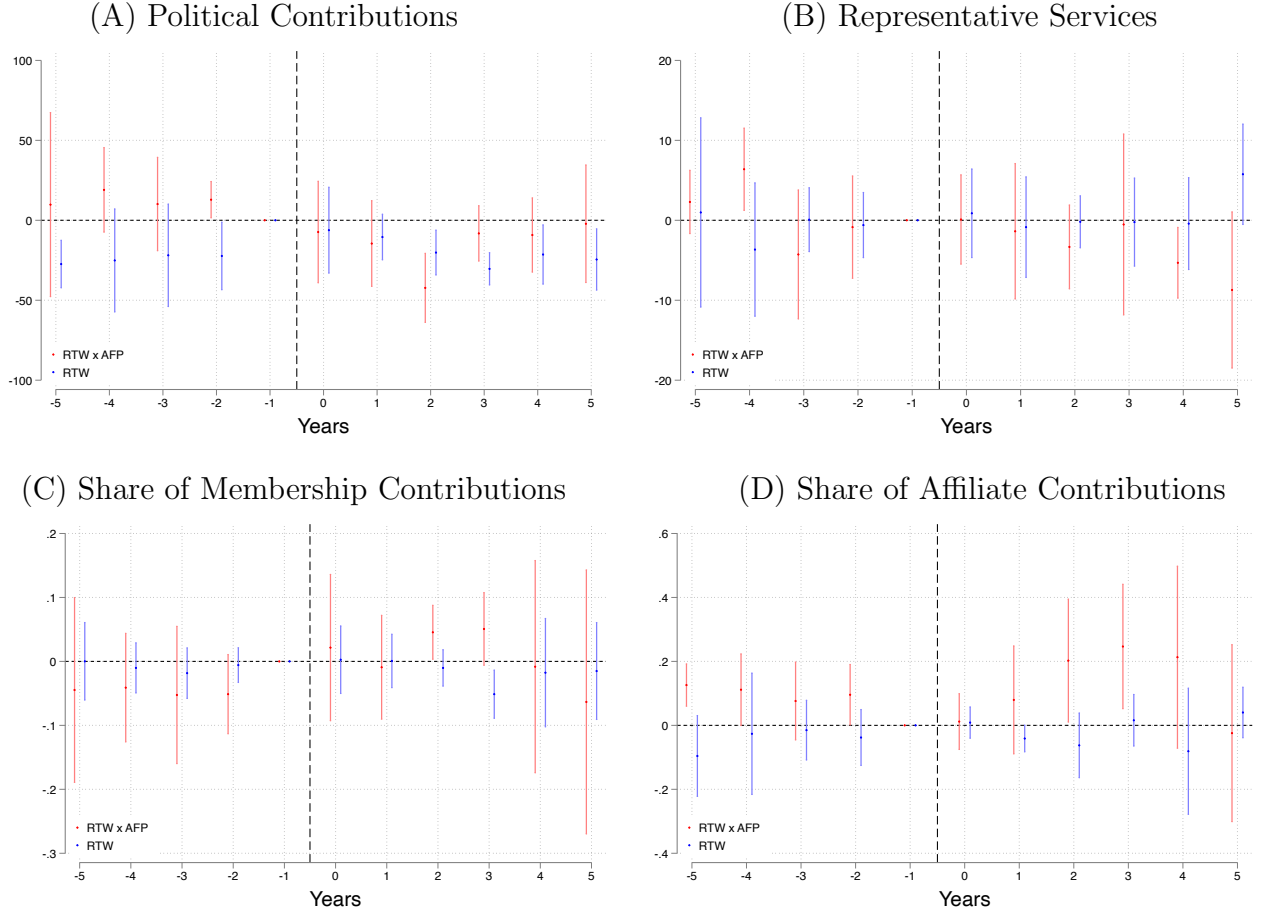 (A) Political Contributions
100
50
0
-50
-100
RTW x AFP
RTW
-5 -4 -3 -2 -1 0 1 2 3 4 5
Years
(B) Representative Services
20
10
0
-10
-20
RTW x AFP
RTW
-5 -4 -3 -2 -1 0 1 2 3 4 5
Years
(C) Share of Membership Contributions
.2
.1
0
-.1
-.2
-.3
RTW x AFP
RTW
-5 -4 -3 -2 -1 0 1 2 3 4 5
Years
(D) Share of Affiliate Contributions
.6
.4
.2
0
-.2
-.4
RTW x AFP
RTW
-5 -4 -3 -2 -1 0 1 2 3 4 5
Years